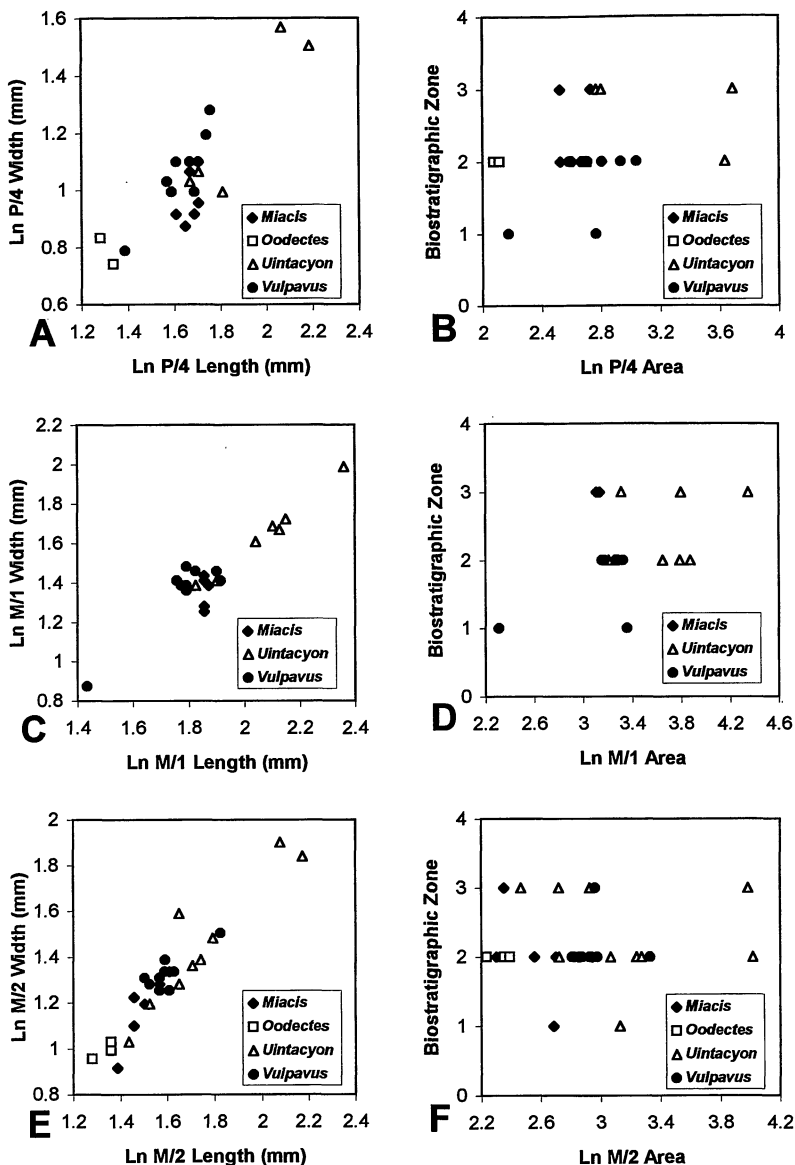 Ln P/4 Width (mm)
1.6
1.4
1.2
1
0.8
0.6
1.2 1.4 1.6 1.8 2 2.2 2.4
Miacis
Oodectes
Uintacyon
Vulpavus
A
Ln P/4 Length (mm)
Biostratigraphic Zone
4
3
2
1
0
2 2.4 2.8 3.2 3.6 4
Miacis
Oodectes
Uintacyon
Vulpavus
B
Ln P/4 Area
Ln M/1 Width (mm)
2.2
2
1.8
1.6
1.4
1.2
1
0.8
1.4 1.6 1.8 2 2.2 2.4
Miacis
Uintacyon
Vulpavus
C
Ln M/1 Length (mm)
Biostratigraphic Zone
4
3
2
1
0
2.2 2.6 3 3.4 3.8 4.2 4.6
Miacis
Uintacyon
Vulpavus
D
Ln M/1 Area
Ln M/2 Width (mm)
2
1.8
1.6
1.4
1.2
1
0.8
1.2 1.4 1.6 1.8 2 2.2 2.4
Miacis
Oodectes
Uintacyon
Vulpavus
E
Ln M/2 Length (mm)
Biostratigraphic Zone
4
3
2
1
0
2.2 2.6 3 3.4 3.8 4.2
Miacis
Oodectes
Uintacyon
Vulpavus
F
Ln M/2 Area